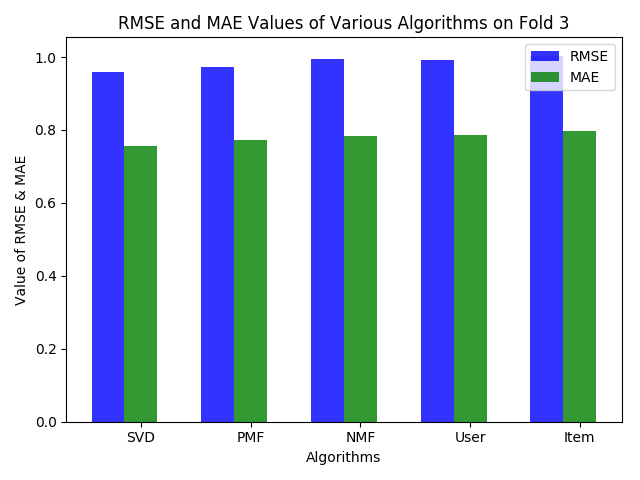 RMSE and MAE Values of Various Algorithms on Fold 3
Value of RMSE & MAE
1.0
0.8
0.6
0.4
0.2
0.0
RMSE
MAE
SVD PMF NMF User Item
Algorithms